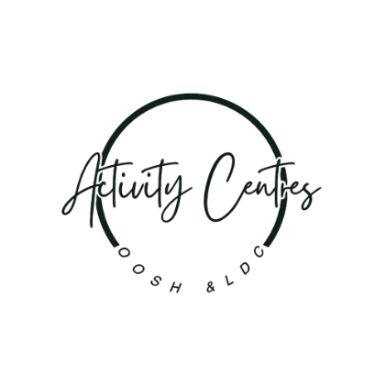 Activity Centres
OOSH & LDC